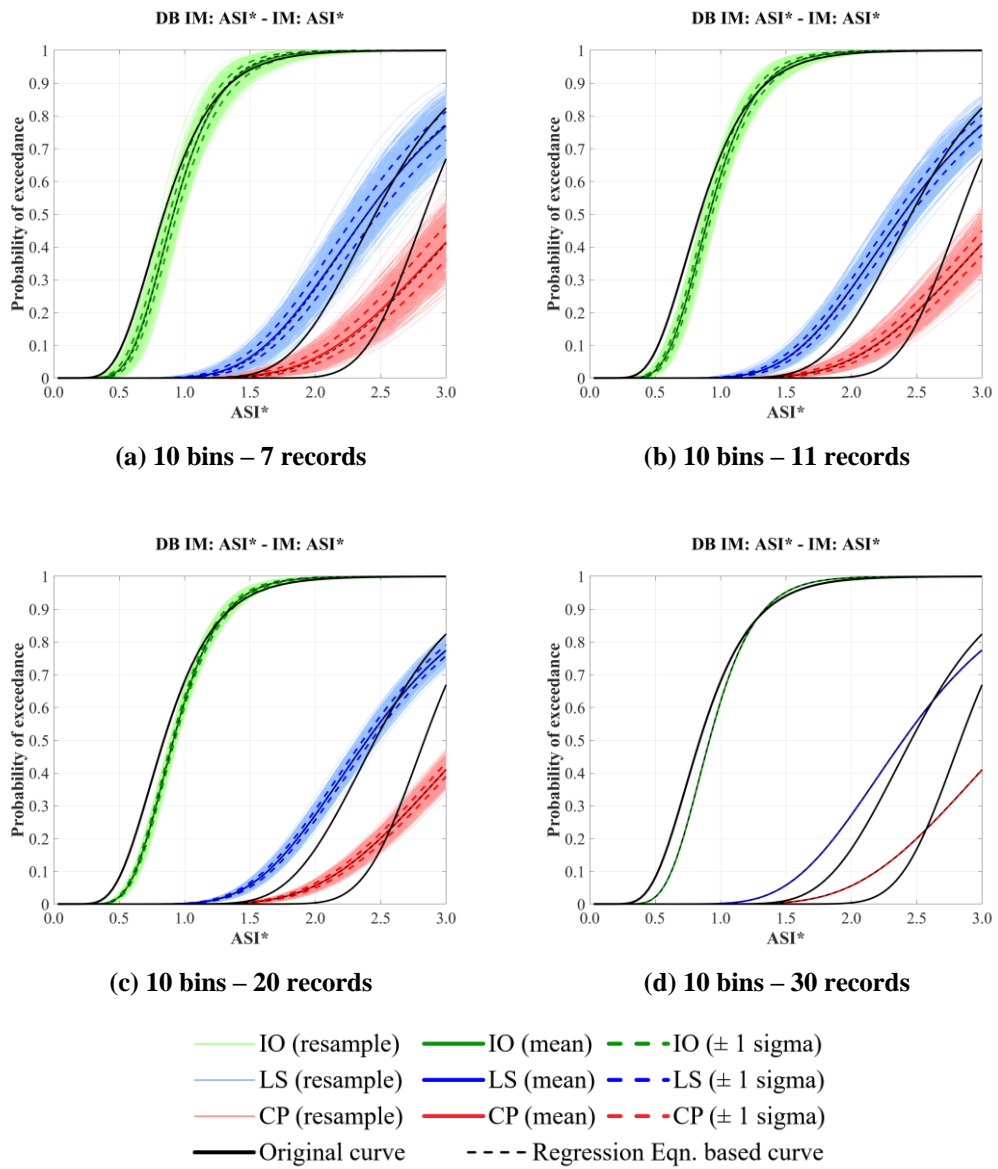 DB IM: ASI* - IM: ASI*
Probability of exceedance
1
0.9
0.8
0.7
0.6
0.5
0.4
0.3
0.2
0.1
0
0.0 0.5 1.0 1.5 2.0 2.5 3.0
ASI*
(a) 10 bins – 7 records
DB IM: ASI* - IM: ASI*
Probability of exceedance
1
0.9
0.8
0.7
0.6
0.5
0.4
0.3
0.2
0.1
0
0.0 0.5 1.0 1.5 2.0 2.5 3.0
ASI*
(b) 10 bins – 11 records
DB IM: ASI* - IM: ASI*
Probability of exceedance
1
0.9
0.8
0.7
0.6
0.5
0.4
0.3
0.2
0.1
0
0.0 0.5 1.0 1.5 2.0 2.5 3.0
ASI*
(c) 10 bins – 20 records
DB IM: ASI* - IM: ASI*
Probability of exceedance
1
0.9
0.8
0.7
0.6
0.5
0.4
0.3
0.2
0.1
0
0.0 0.5 1.0 1.5 2.0 2.5 3.0
ASI*
(d) 10 bins – 30 records
IO (resample) IO (mean) IO (± 1 sigma)
LS (resample) LS (mean) LS (± 1 sigma)
CP (resample) CP (mean) CP (± 1 sigma)
Original curve Regression Eqn. based curve